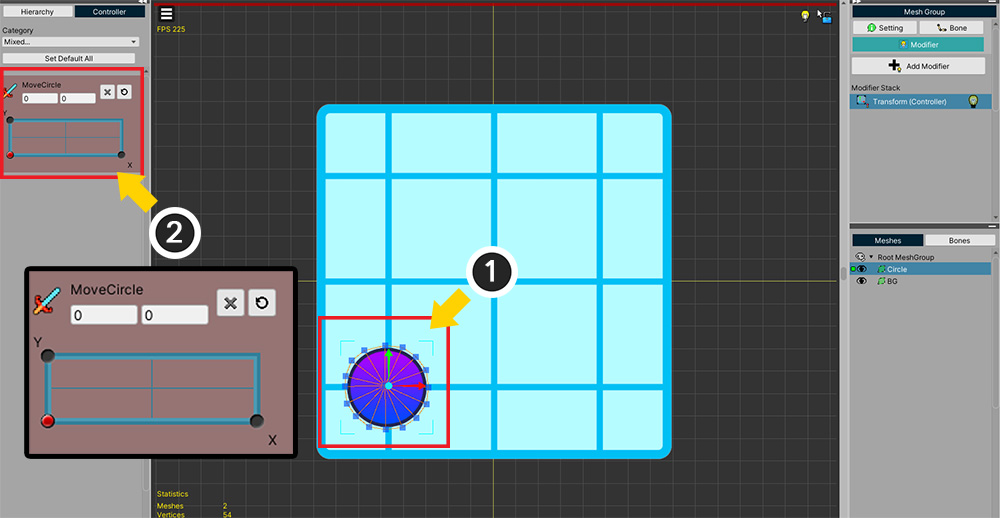 Hierarchy
Controller
Category
Mixed...
Set Default All
MoveCircle
0
0
Y
X
FPS 225
2
MoveCircle
0
0
Y
X
1
Statistics
Meshes 2
Vertices 54
Mesh Group
Setting
Bone
Modifier
Add Modifier
Modifier Stack
Transform (Controller)
Meshes
Bones
Root MeshGroup
Circle
BG